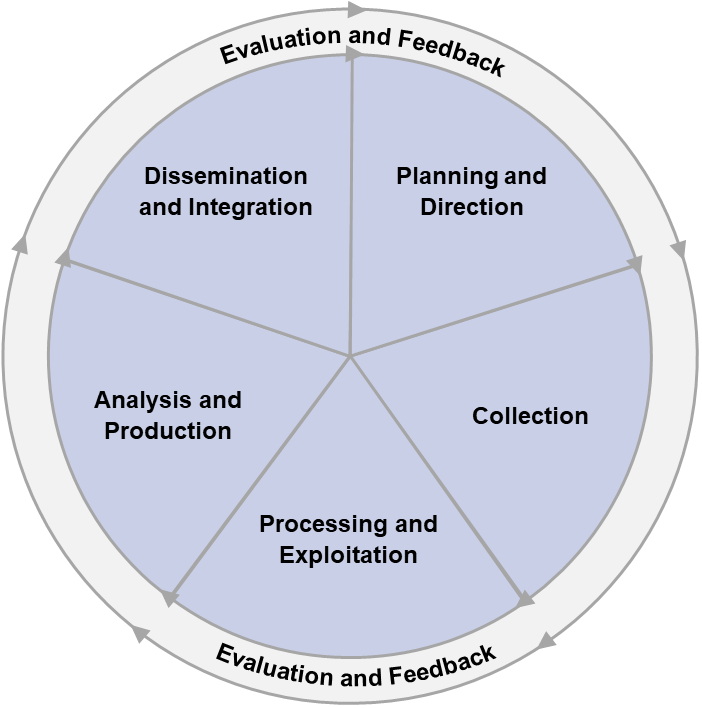 Evaluation and Feedback
Dissemination
and Integration
Planning and
Direction
Analysis and
Production
Collection
Processing and
Exploitation
Evaluation and Feedback